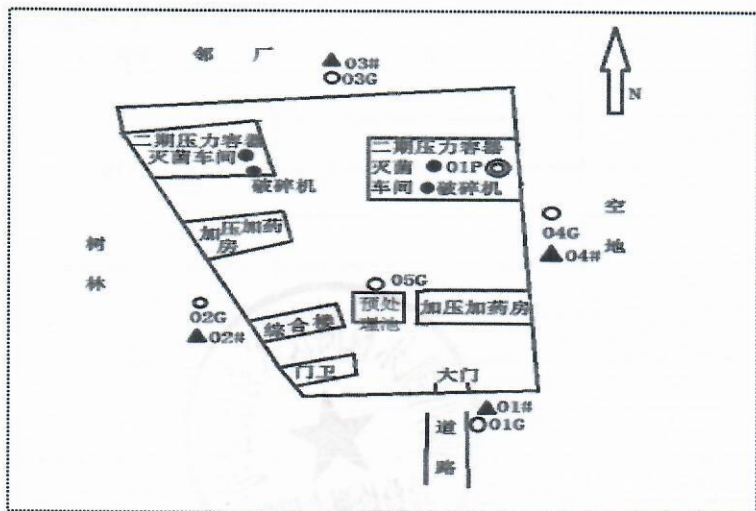 邻厂
▲03#
03G
N
二期压力容器
灭菌车间
破碎机
二期压力容器
灭菌 01P
车间 破碎机
04G
▲04#
空地
加压加药
房
树林
05G
预处
理池
加压加药房
02G
▲02#
综合楼
门卫
大门
▲01#
01G
道路